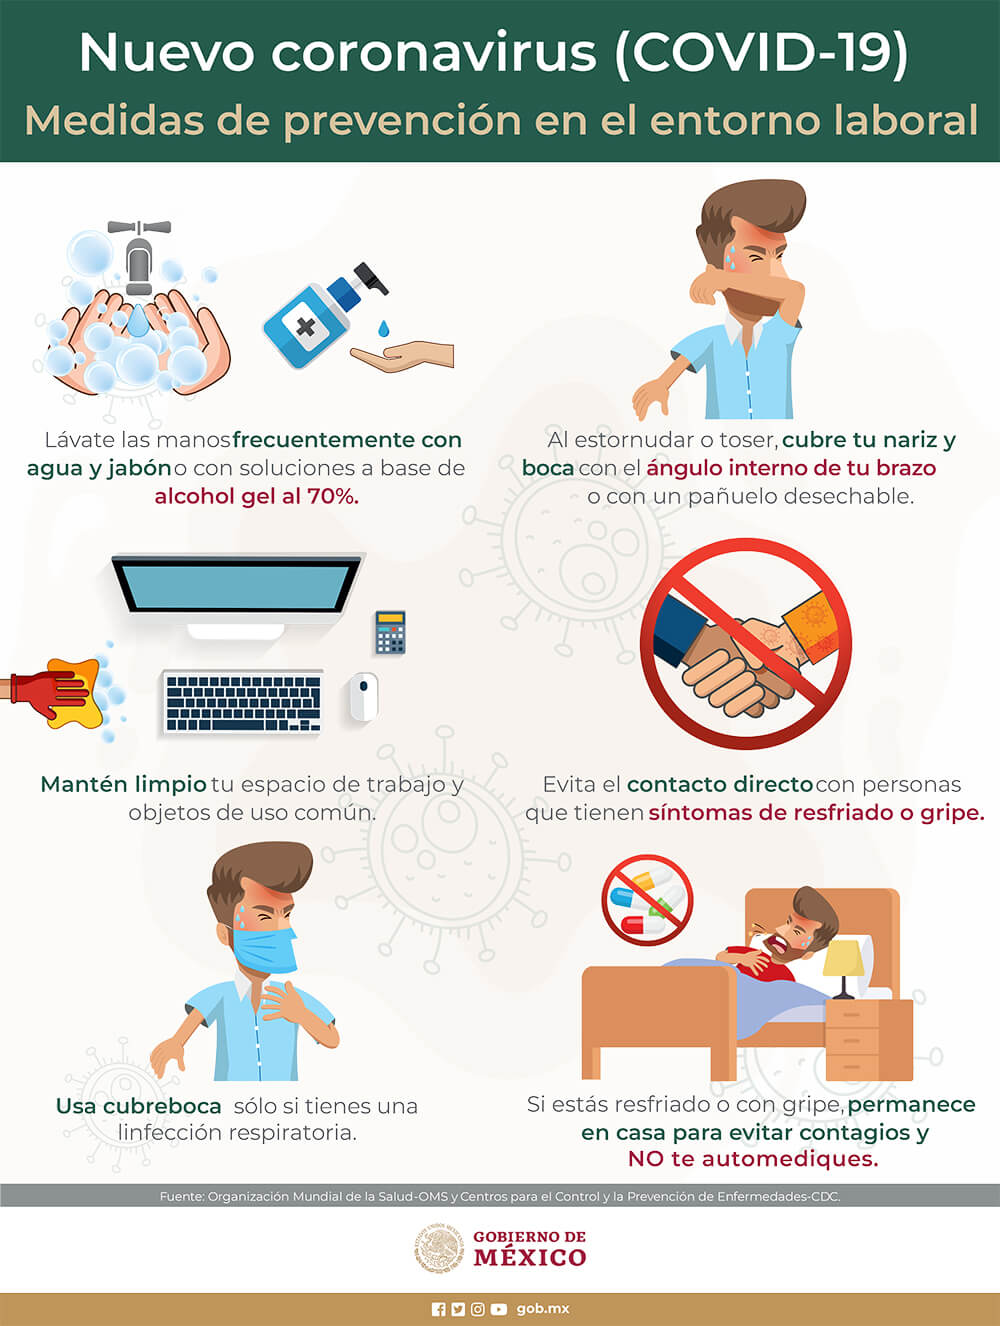 Nuevo coronavirus (COVID-19)
Medidas de prevención en el entorno laboral
Lávate las manos frecuentemente con
agua y jabón o con soluciones a base de
alcohol gel al 70%.
Al estornudar o toser, cubre tu nariz y
boca con el ángulo interno de tu brazo
o con un pañuelo desechable.
Mantén limpio tu espacio de trabajo y
objetos de uso común.
Evita el contacto directo con personas
que tienen síntomas de resfriado o gripe.
Usa cubreboca sólo si tienes una
linfección respiratoria.
Si estás resfriado o con gripe, permanece
en casa para evitar contagios y
NO te automediques.
Fuente: Organización Mundial de la Salud-OMS y Centros para el Control y la Prevención de Enfermedades-CDC.
GOBIERNO DE
MÉXICO
gob.mx